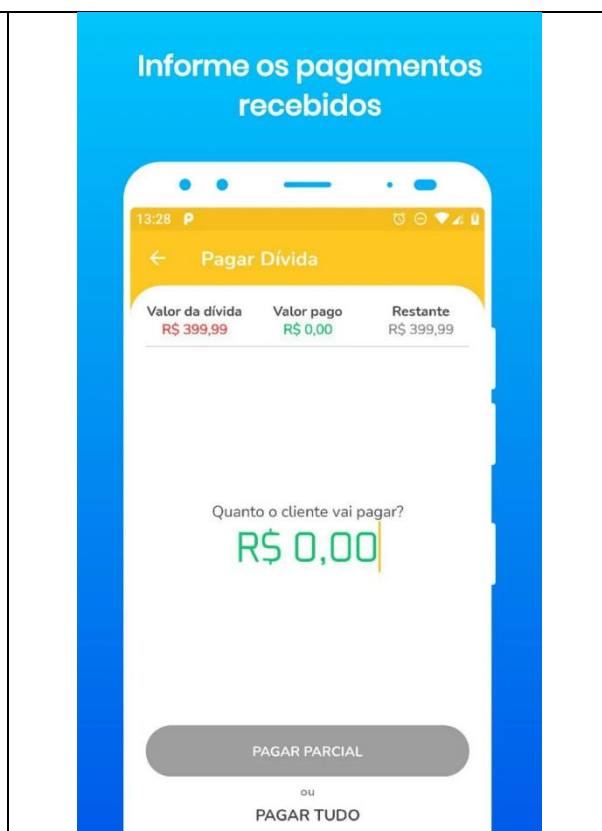 Informe os pagamentos
recebidos
13:28 P
Pagar Dívida
Valor da dívida Valor pago Restante
R$ 399,99 R$ 0,00 R$ 399,99
Quanto o cliente vai pagar?
R$ 0,00
PAGAR PARCIAL
ou
PAGAR TUDO